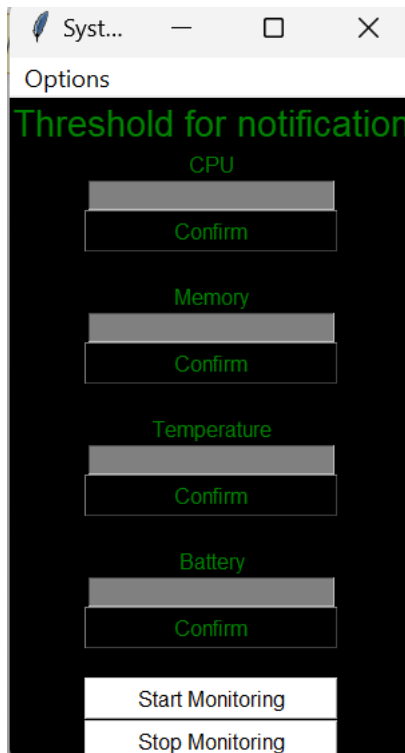 Syst...
Options
Threshold for notification
CPU
Confirm
Memory
Confirm
Temperature
Confirm
Battery
Confirm
Start Monitoring
Stop Monitoring